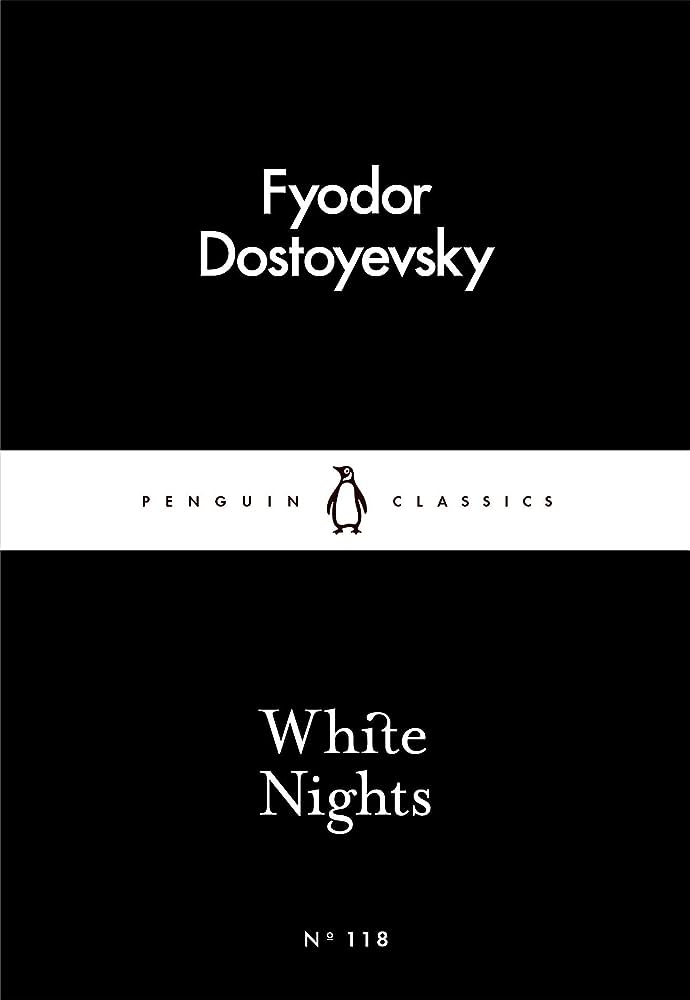 Fyodor
Dostoyevsky
PENGUIN CLASSICS
White
Nights
Nº 118